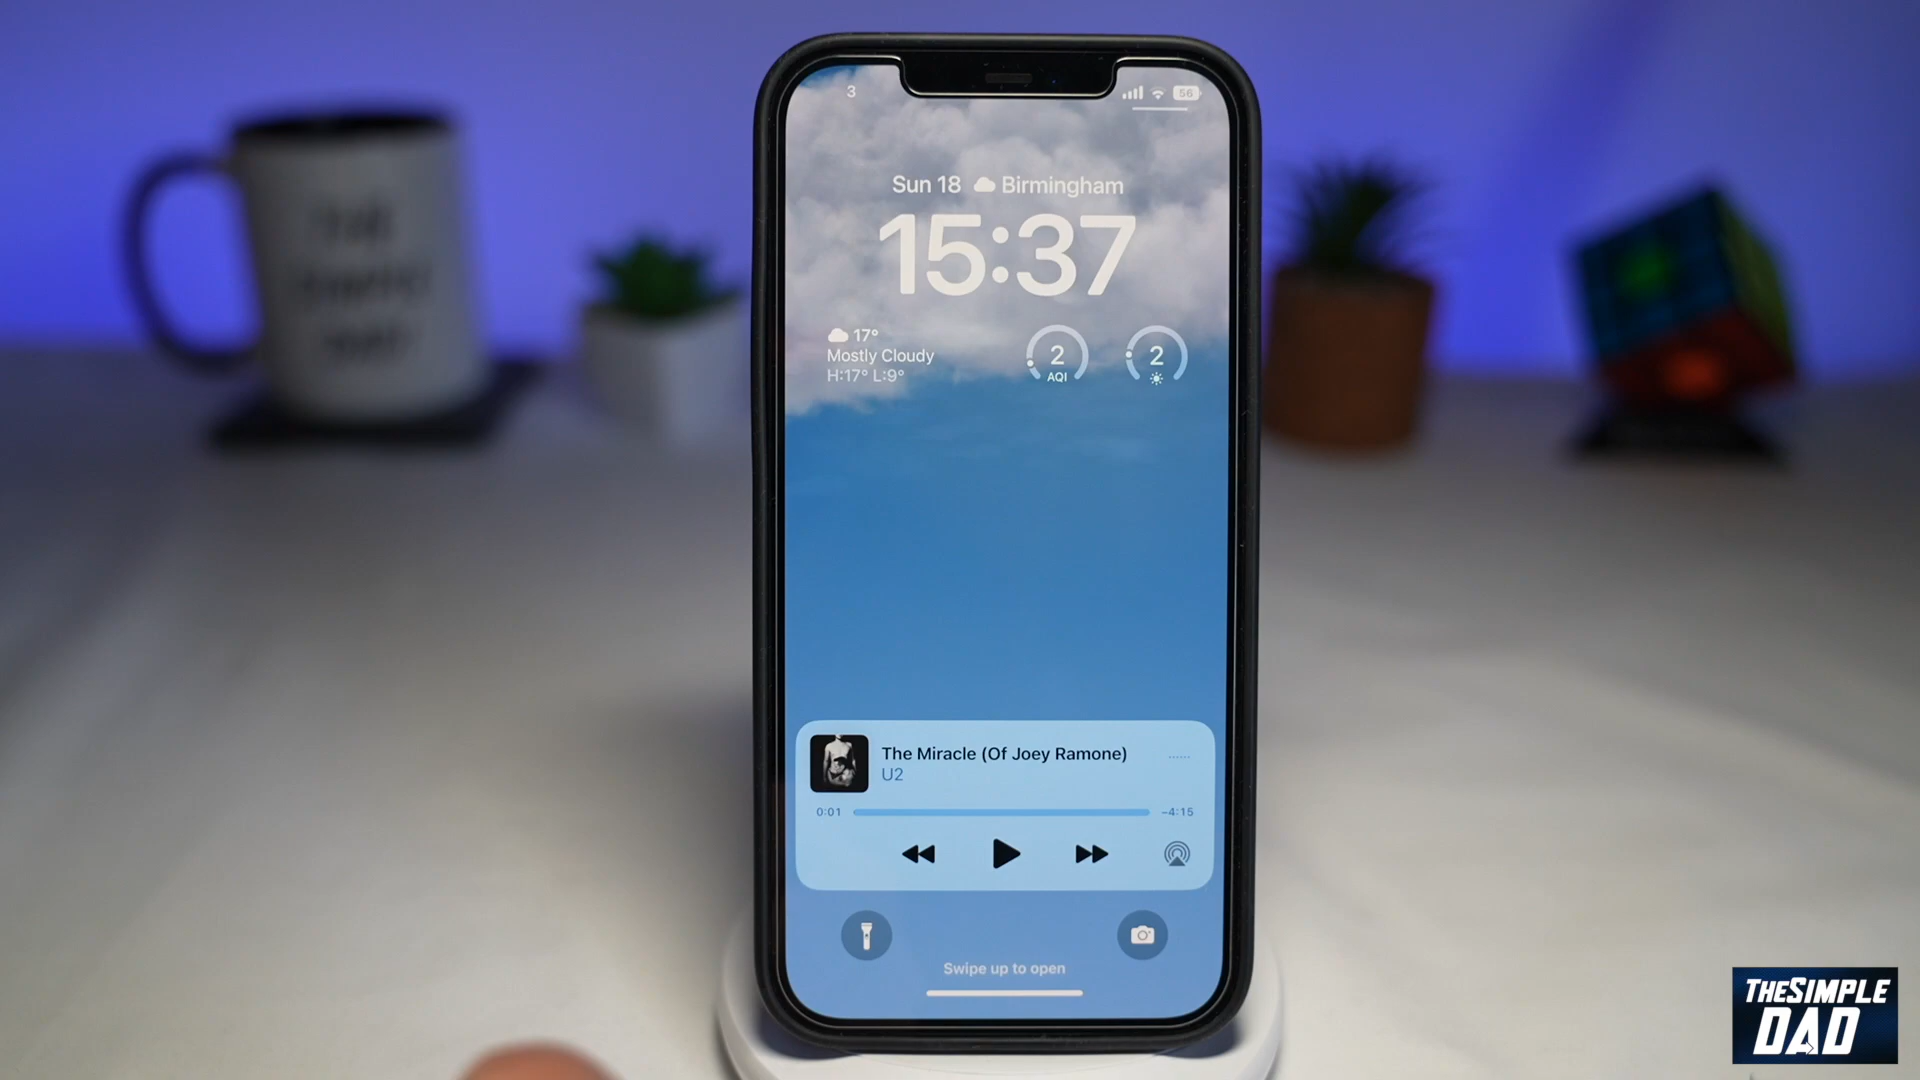 3
56
Sun 18 Birmingham
15:37
17°
Mostly Cloudy
H:17° L:9°
2
AQI
2
The Miracle (Of Joey Ramone)
U2
0:01
-4:15
Swipe up to open
THESIMPLE
DAD